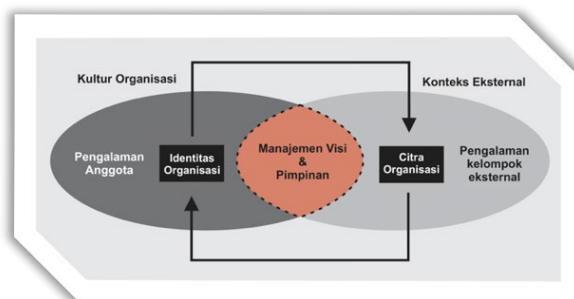 Kultur Organisasi
Konteks Eksternal
Pengalaman
Anggota
Identitas
Organisasi
Manajemen Visi
&
Pimpinan
Citra
Organisasi
Pengalaman
kelompok
eksternal